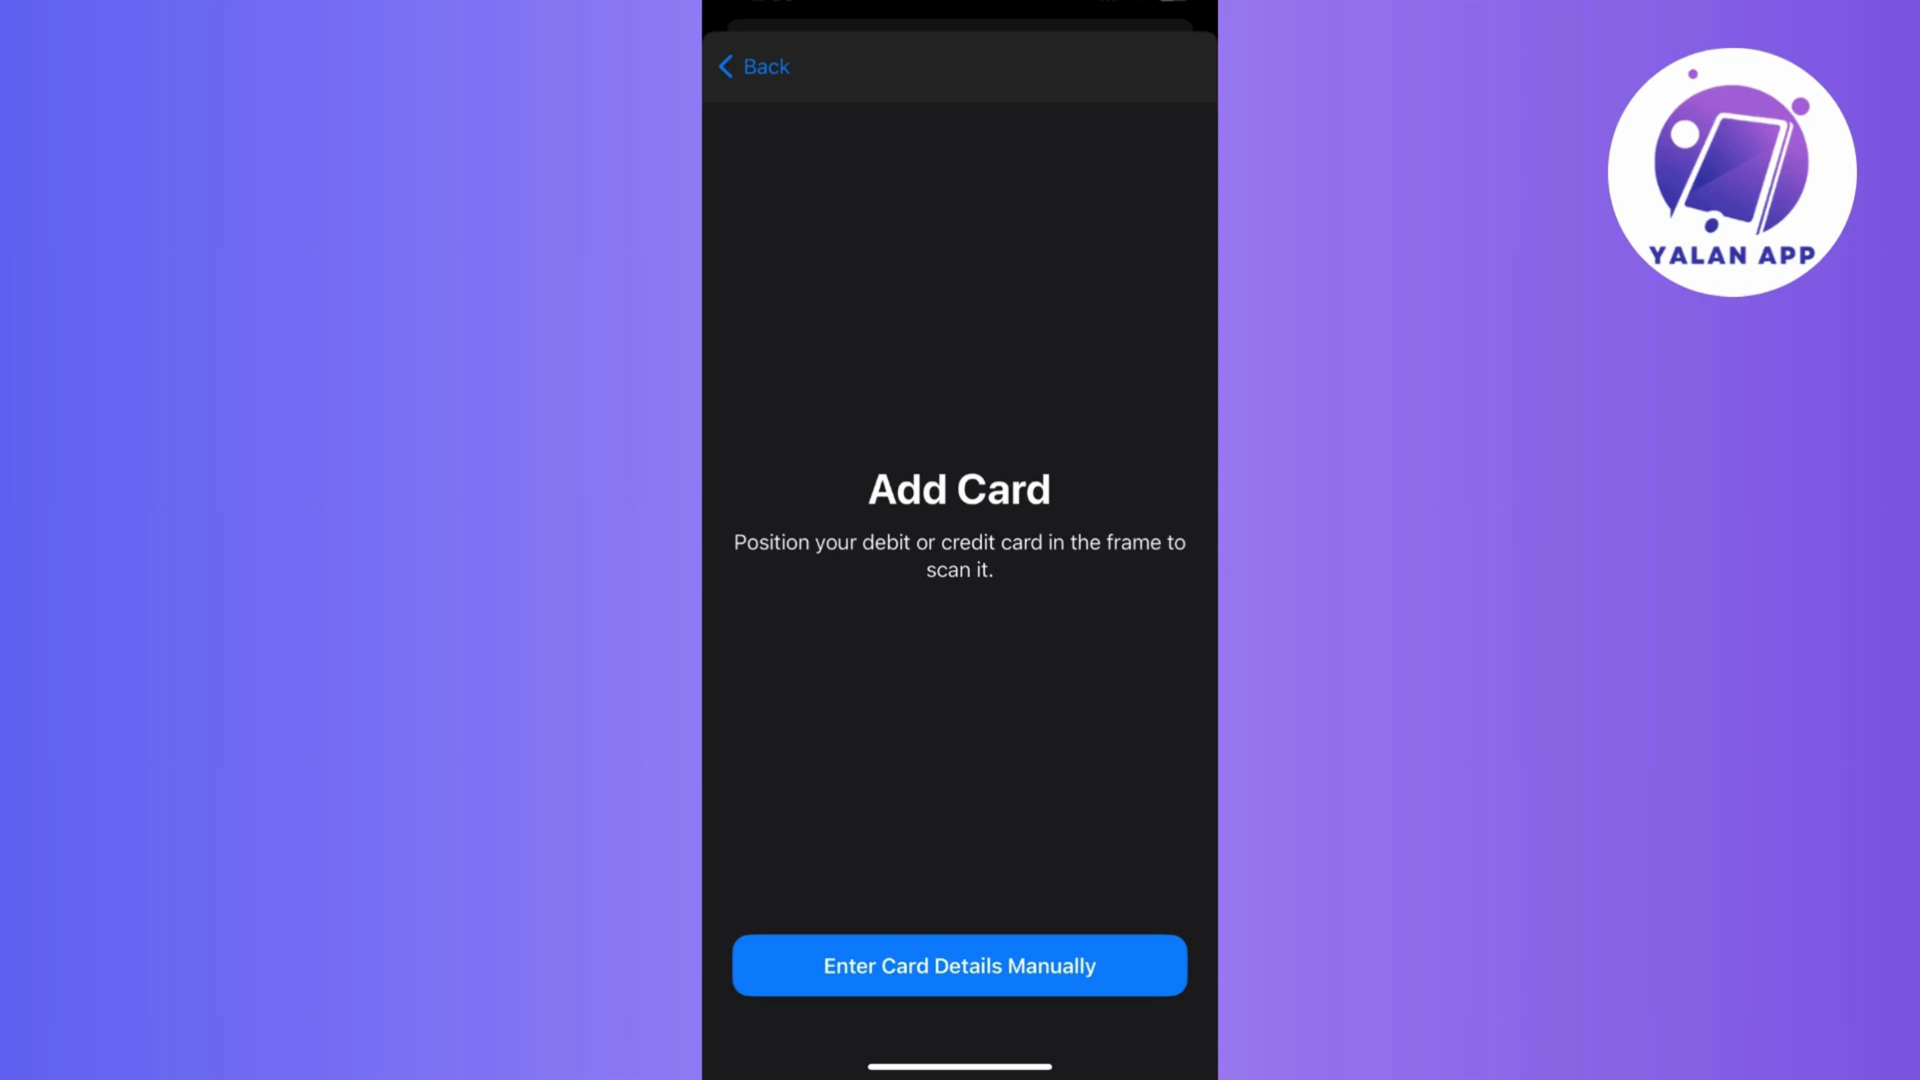 Back
YALAN APP
Add Card
Position your debit or credit card in the frame to
scan it.
Enter Card Details Manually